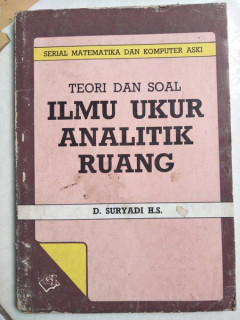 SERIAL MATEMATIKA DAN KOMPUTER ASKI
TEORI DAN SOAL
ILMU UKUR
ANALITIK
RUANG
D. SURYADI H.S.